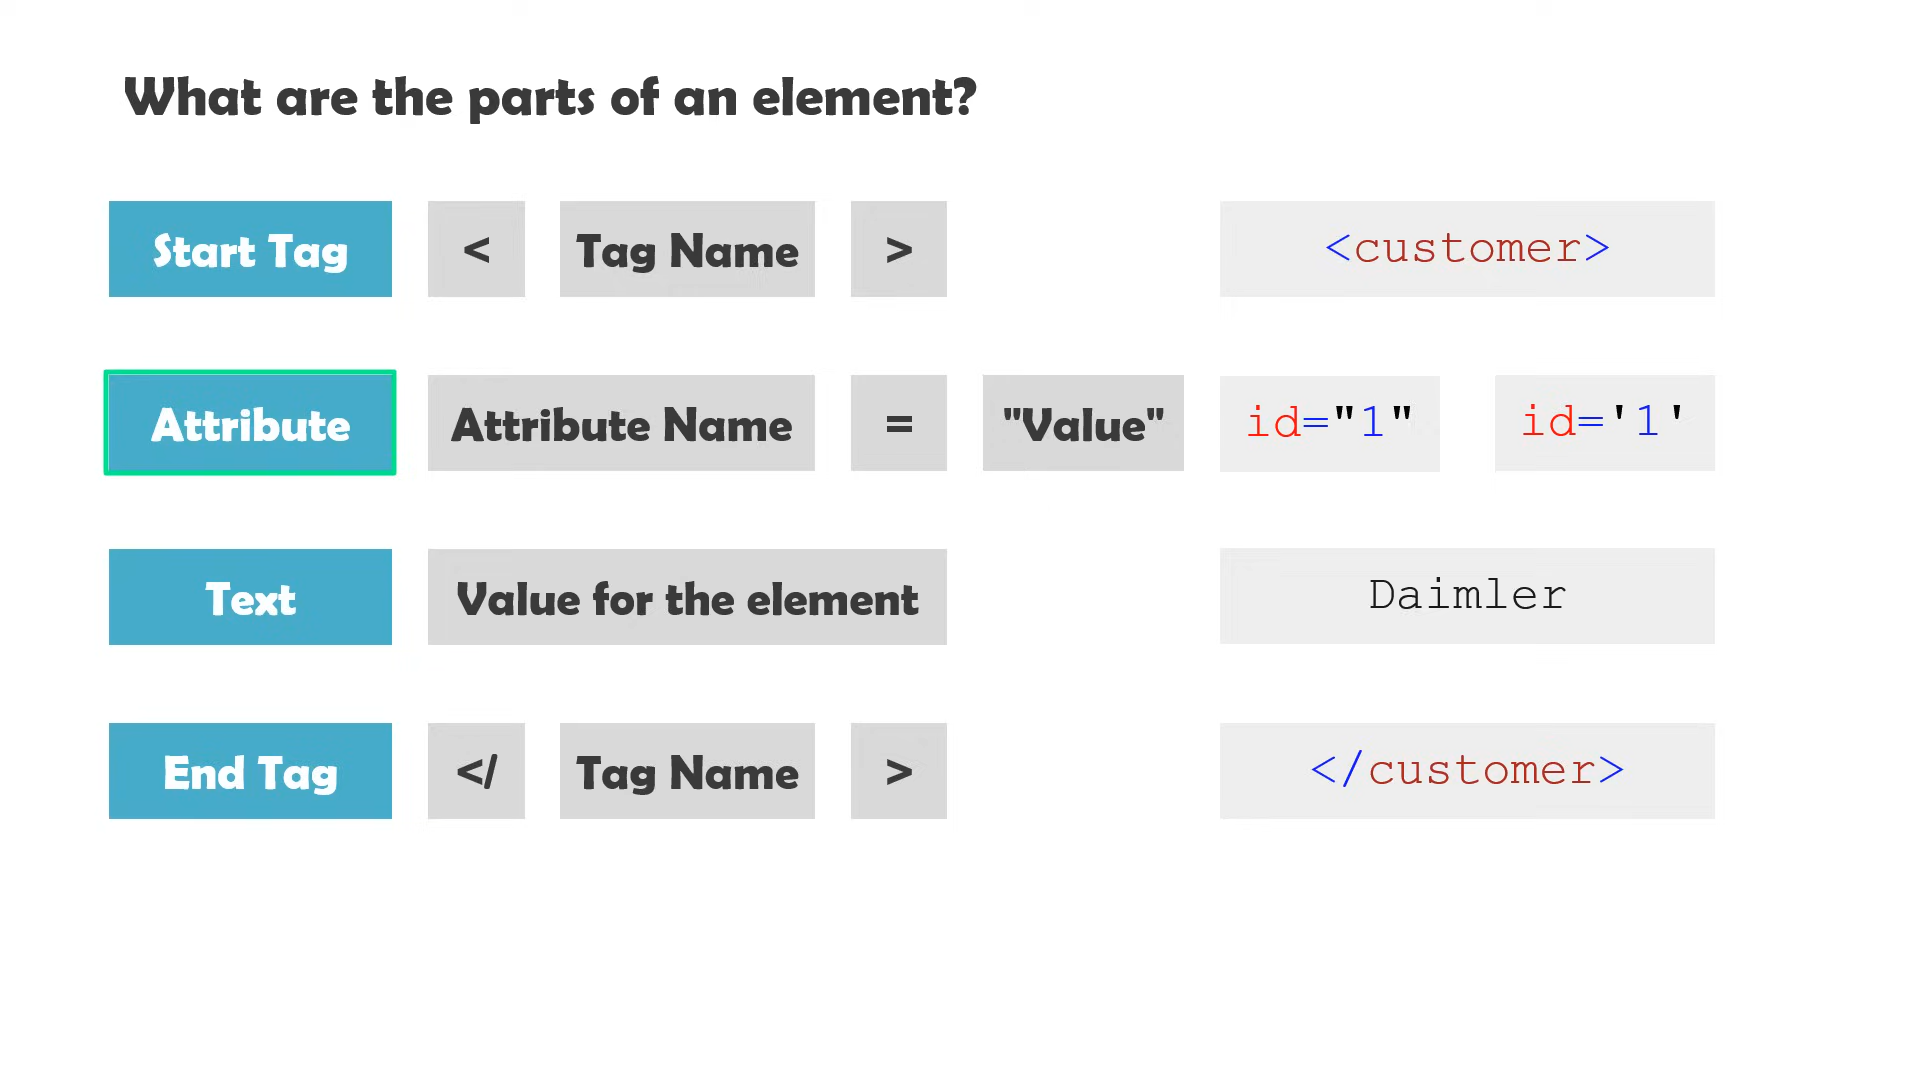 What are the parts of an element?
Start Tag < Tag Name > <customer>
Attribute Attribute Name = "Value" id="1" id='1'
Text Value for the element Daimler
End Tag </ Tag Name > </customer>